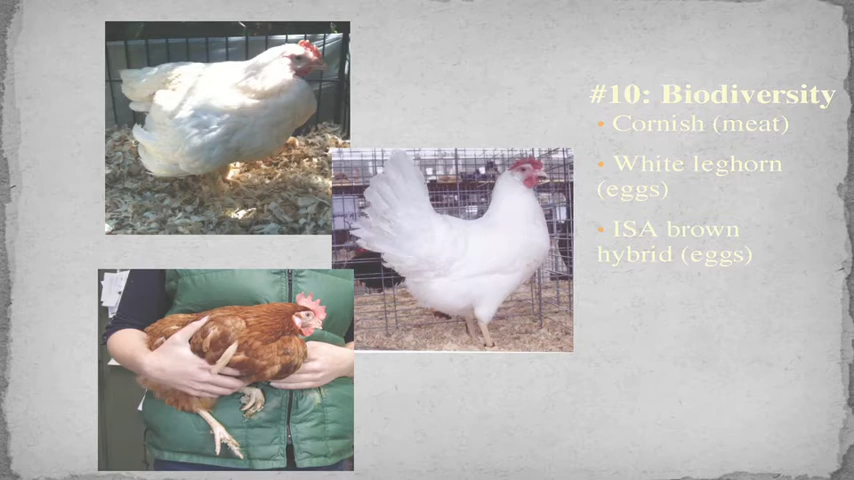 #10: Biodiversity
• Cornish (meat)
• White leghorn
(eggs)
• ISA brown
hybrid (eggs)